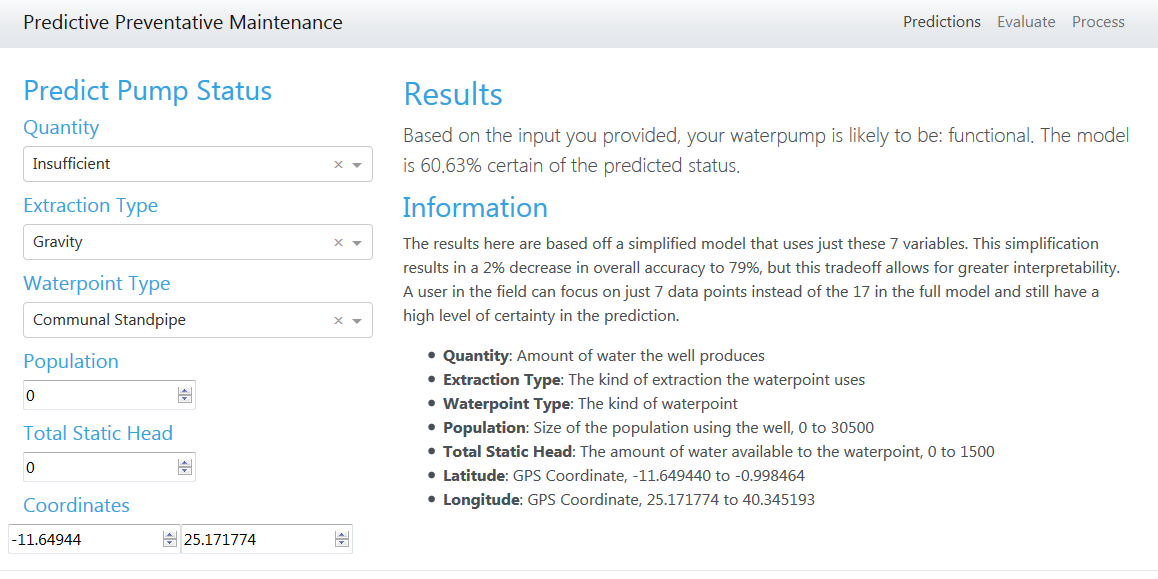 Predictive Preventative Maintenance
Predictions Evaluate Process
Predict Pump Status
Quantity
Insufficient
Extraction Type
Gravity
Waterpoint Type
Communal Standpipe
Population
0
Total Static Head
0
Coordinates
-11.64944 25.171774
Results
Based on the input you provided, your waterpump is likely to be: functional. The model
is 60.63% certain of the predicted status.
Information
The results here are based off a simplified model that uses just these 7 variables. This simplification
results in a 2% decrease in overall accuracy to 79%, but this tradeoff allows for greater interpretability.
A user in the field can focus on just 7 data points instead of the 17 in the full model and still have a
high level of certainty in the prediction.
• Quantity: Amount of water the well produces
• Extraction Type: The kind of extraction the waterpoint uses
• Waterpoint Type: The kind of waterpoint
• Population: Size of the population using the well, 0 to 30500
• Total Static Head: The amount of water available to the waterpoint, 0 to 1500
• Latitude: GPS Coordinate, -11.649440 to -0.998464
• Longitude: GPS Coordinate, 25.171774 to 40.345193